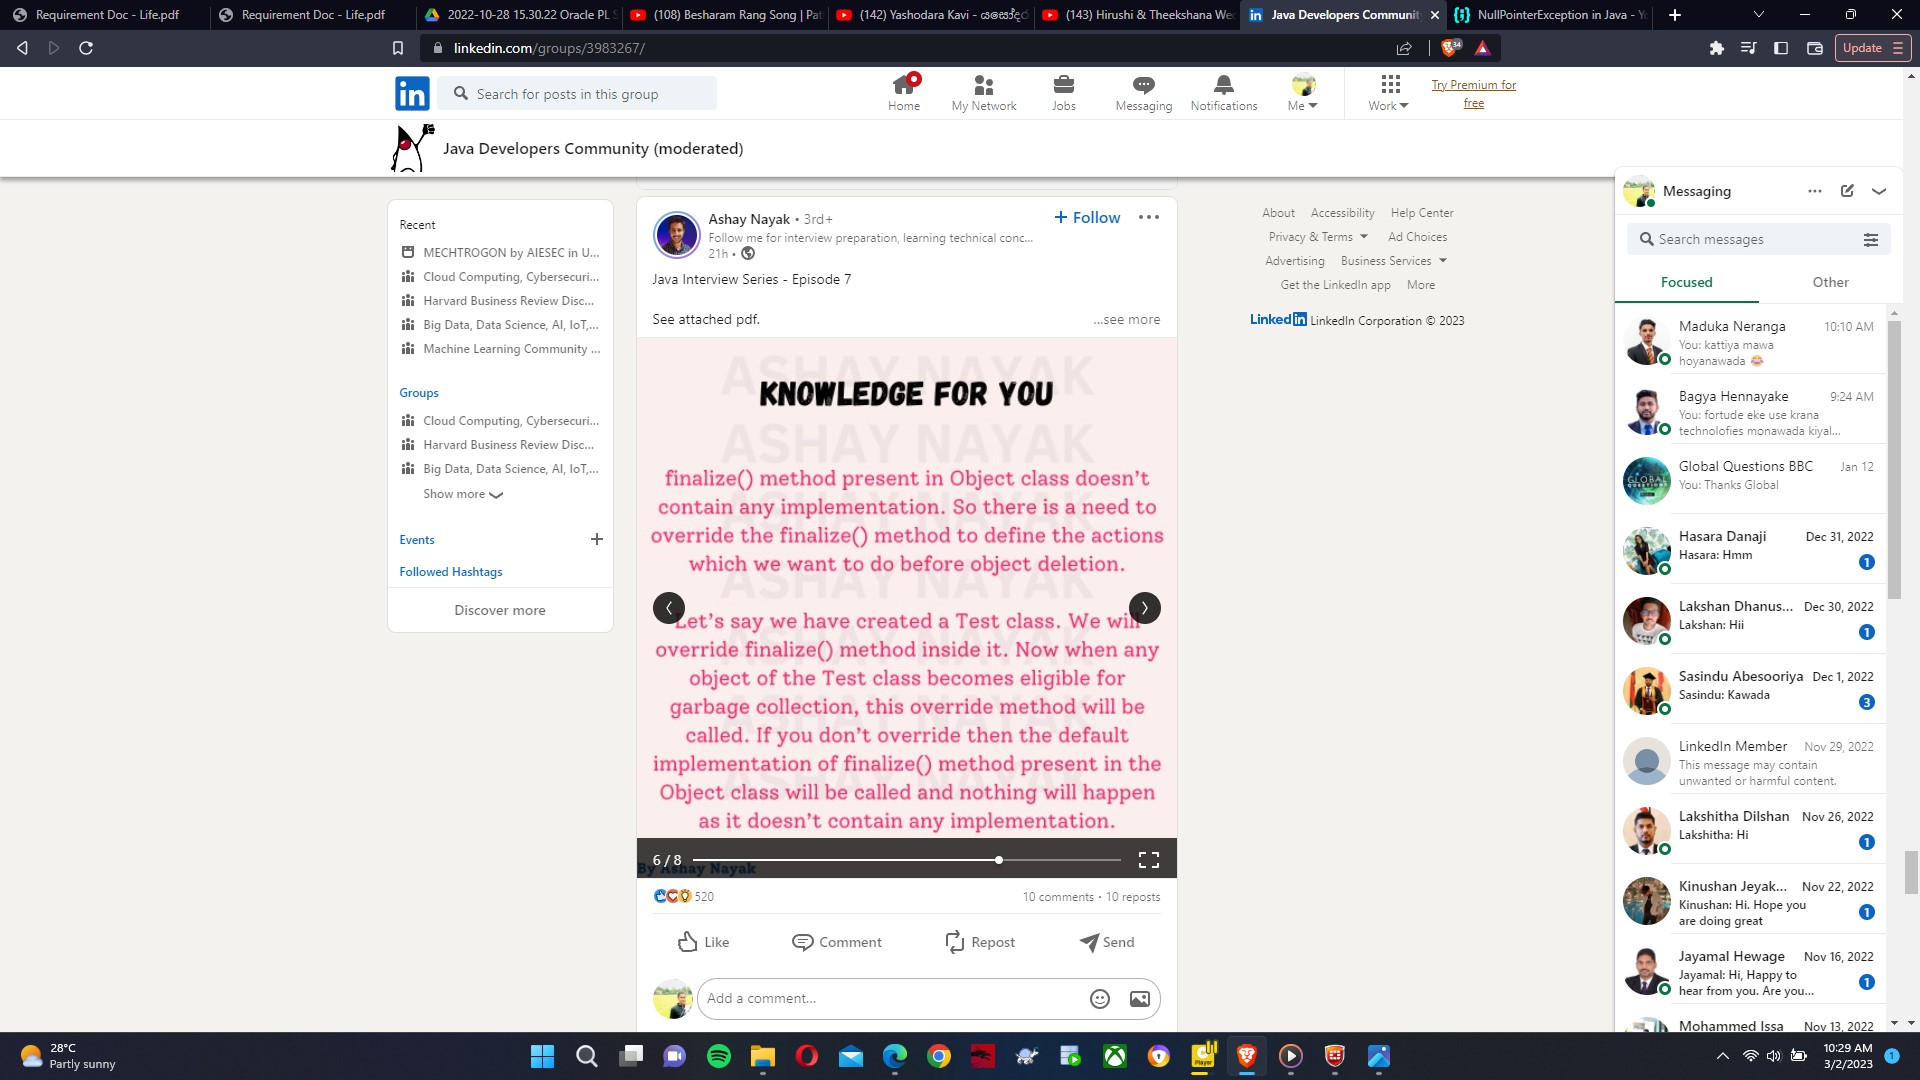 Requirement Doc - Life.pdf
Requirement Doc - Life.pdf
2022-10-28 15.30.22 Oracle PL S
(108) Besharam Rang Song | Pat
(142) Yashodara Kavi - යසෝදර
(143) Hirushi & Theekshana Wed
Java Developers Communit
NullPointerException in Java - Yo
linkedin.com/groups/3983267/
34
Update
in
Search for posts in this group
Home
My Network
Jobs
Messaging
Notifications
Me
Work
Try Premium for
free
Java Developers Community (moderated)
Recent
MECHTROGON by AIESEC in U...
Cloud Computing, Cybersecuri...
Harvard Business Review Disc...
Big Data, Data Science, AI, IoT,...
Machine Learning Community ...
Groups
Cloud Computing, Cybersecuri...
Harvard Business Review Disc...
Big Data, Data Science, AI, IoT,...
Show more
Events
Followed Hashtags
Discover more
Ashay Nayak • 3rd+
Follow me for interview preparation, learning technical conc...
21h •
+ Follow
Java Interview Series - Episode 7
See attached pdf.
...see more
ASHAY NAYAK
KNOWLEDGE FOR YOU
ASHAY NAYAK
finalize() method present in Object class doesn't
contain any implementation. So there is a need to
override the finalize() method to define the actions
which we want to do before object deletion.
Let's say we have created a Test class. We will
override finalize() method inside it. Now when any
object of the Test class becomes eligible for
garbage collection, this override method will be
called. If you don't override then the default
implementation of finalize() method present in the
Object class will be called and nothing will happen
as it doesn't contain any implementation.
6 / 8
By Ashay Nayak
520
10 comments • 10 reposts
Like
Comment
Repost
Send
Add a comment...
About
Accessibility
Help Center
Privacy & Terms
Ad Choices
Advertising
Business Services
Get the LinkedIn app
More
LinkedIn LinkedIn Corporation © 2023
Messaging
Search messages
Focused
Other
Maduka Neranga 10:10 AM
You: kattiya mawa
hoyanawada 😂
Bagya Hennayake 9:24 AM
You: fortude eke use krana
technolofies monawada kiyal...
GLOBAL
QUESTIONS
Global Questions BBC Jan 12
You: Thanks Global
Hasara Danaji Dec 31, 2022
Hasara: Hmm
1
Lakshan Dhanus... Dec 30, 2022
Lakshan: Hii
1
Sasindu Abesooriya Dec 1, 2022
Sasindu: Kawada
3
LinkedIn Member Nov 29, 2022
This message may contain
unwanted or harmful content.
Lakshitha Dilshan Nov 26, 2022
Lakshitha: Hi
1
Kinushan Jeyak... Nov 22, 2022
Kinushan: Hi. Hope you
are doing great
1
Jayamal Hewage Nov 16, 2022
Jayamal: Hi, Happy to
hear from you. Are you...
1
Mohammed Issa Nov 13, 2022
28°C
Partly sunny
10:29 AM
3/2/2023
1